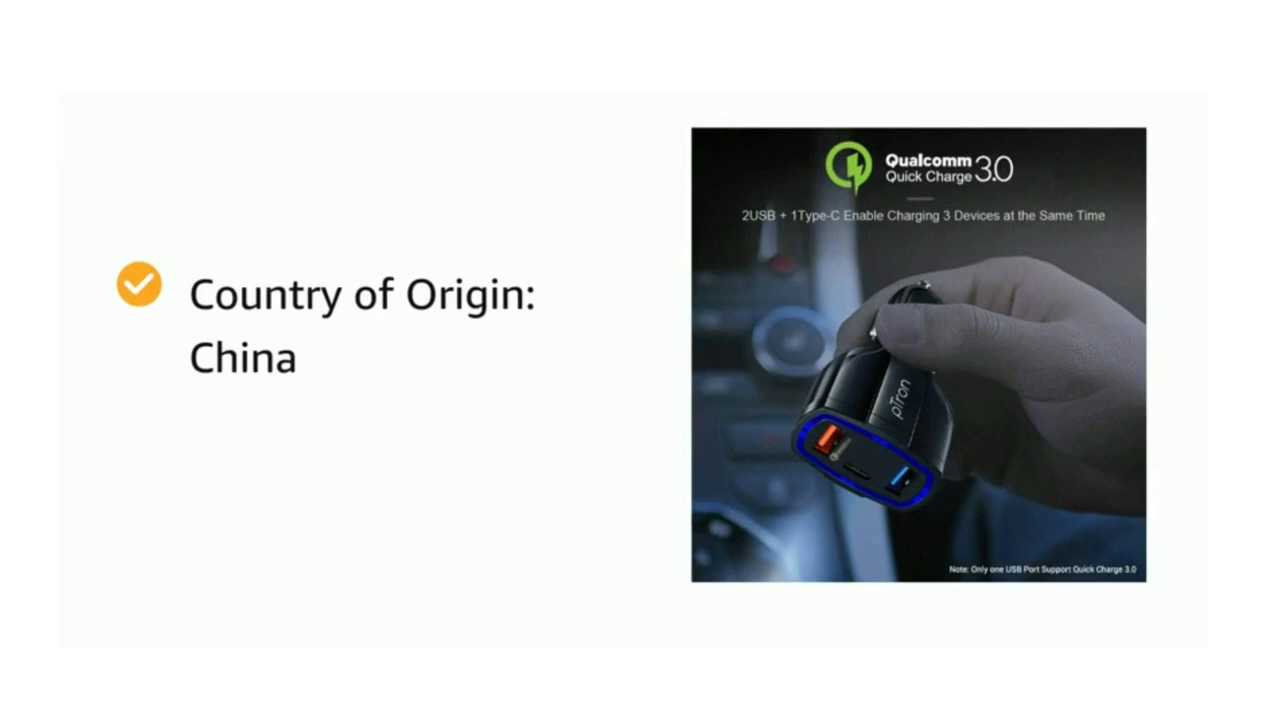 Country of Origin:
China
Qualcomm
Quick Charge 3.0
2USB + 1Type-C Enable Charging 3 Devices at the Same Time
pTron
Note: Only one USB Port Support Quick Charge 3.0